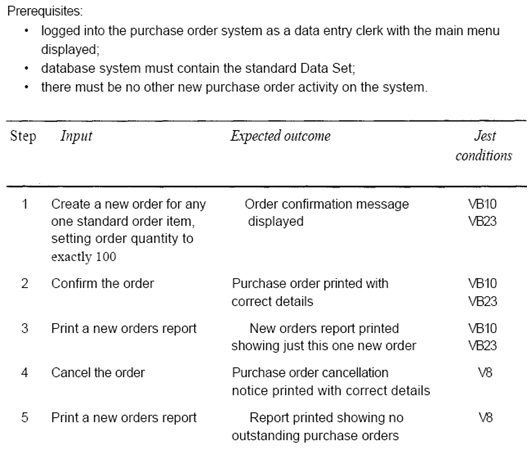 Prerequisites:
• logged into the purchase order system as a data entry clerk with the main menu
displayed;
• database system must contain the standard Data Set;
• there must be no other new purchase order activity on the system.
Step Input Expected outcome Jest
conditions
1 Create a new order for any Order confirmation message VB10
one standard order item, displayed VB23
setting order quantity to
exactly 100
2 Confirm the order Purchase order printed with VB10
correct details VB23
3 Print a new orders report New orders report printed VB10
showing just this one new order VB23
4 Cancel the order Purchase order cancellation V8
notice printed with correct details
5 Print a new orders report Report printed showing no V8
outstanding purchase orders